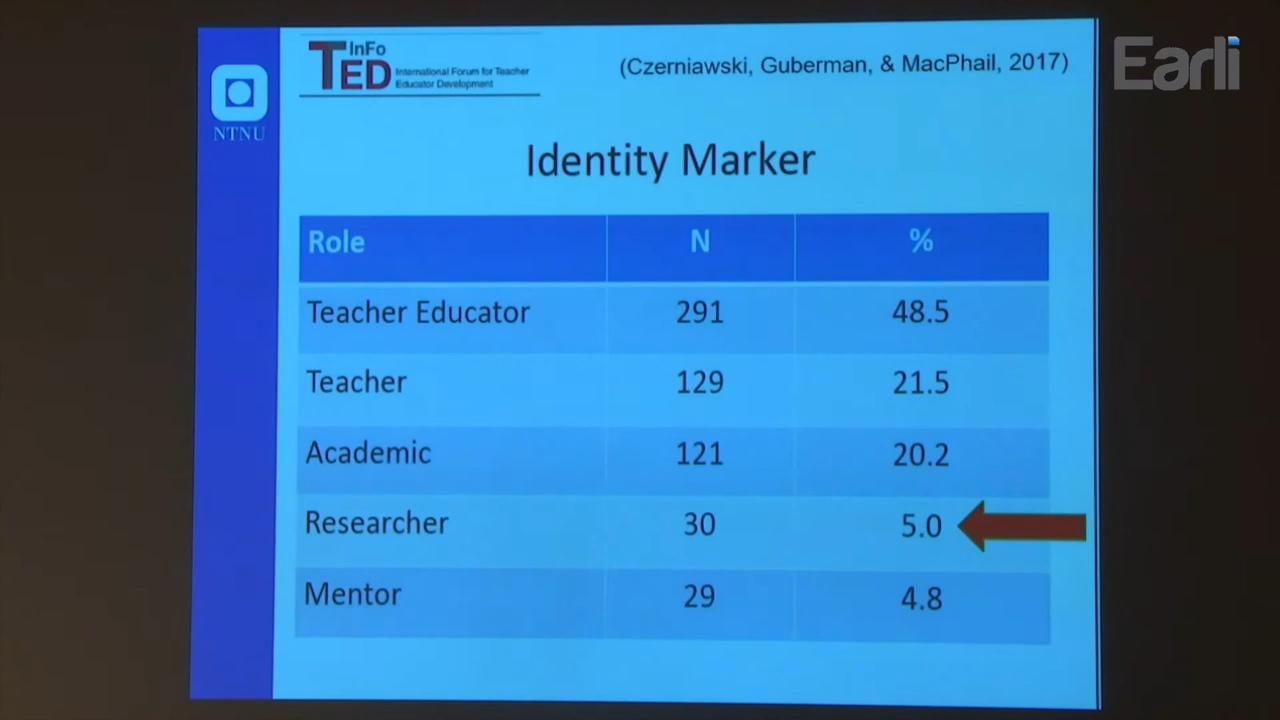 InFo
TED International Forum for Teacher
Educator Development
(Czerniawski, Guberman, & MacPhail, 2017)
Earli
NTNU
Identity Marker
Role N %
Teacher Educator 291 48.5
Teacher 129 21.5
Academic 121 20.2
Researcher 30 5.0
Mentor 29 4.8